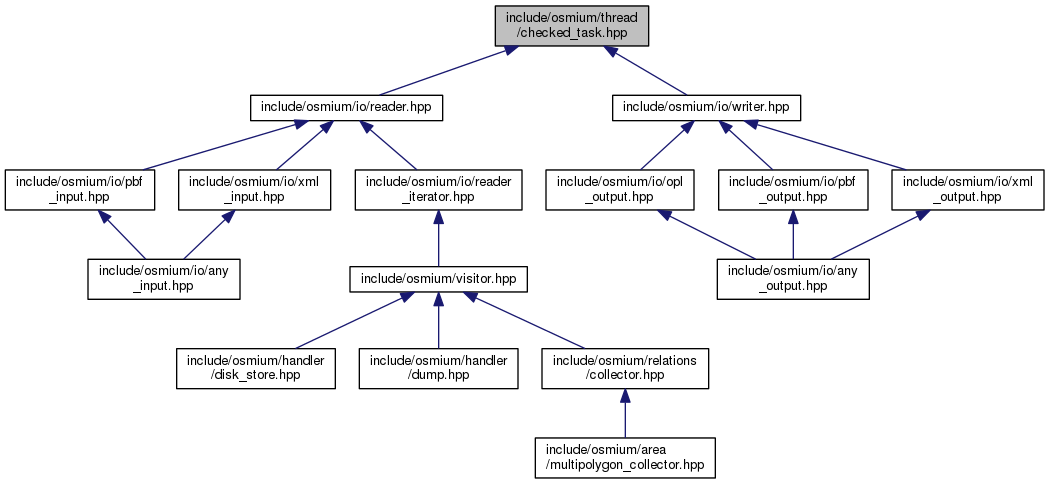 include/osmium/thread
/checked_task.hpp
include/osmium/io/reader.hpp
include/osmium/io/writer.hpp
include/osmium/io/pbf
_input.hpp
include/osmium/io/xml
_input.hpp
include/osmium/io/reader
_iterator.hpp
include/osmium/io/opl
_output.hpp
include/osmium/io/pbf
_output.hpp
include/osmium/io/xml
_output.hpp
include/osmium/io/any
_input.hpp
include/osmium/visitor.hpp
include/osmium/io/any
_output.hpp
include/osmium/handler
/disk_store.hpp
include/osmium/handler
/dump.hpp
include/osmium/relations
/collector.hpp
include/osmium/area
/multipolygon_collector.hpp